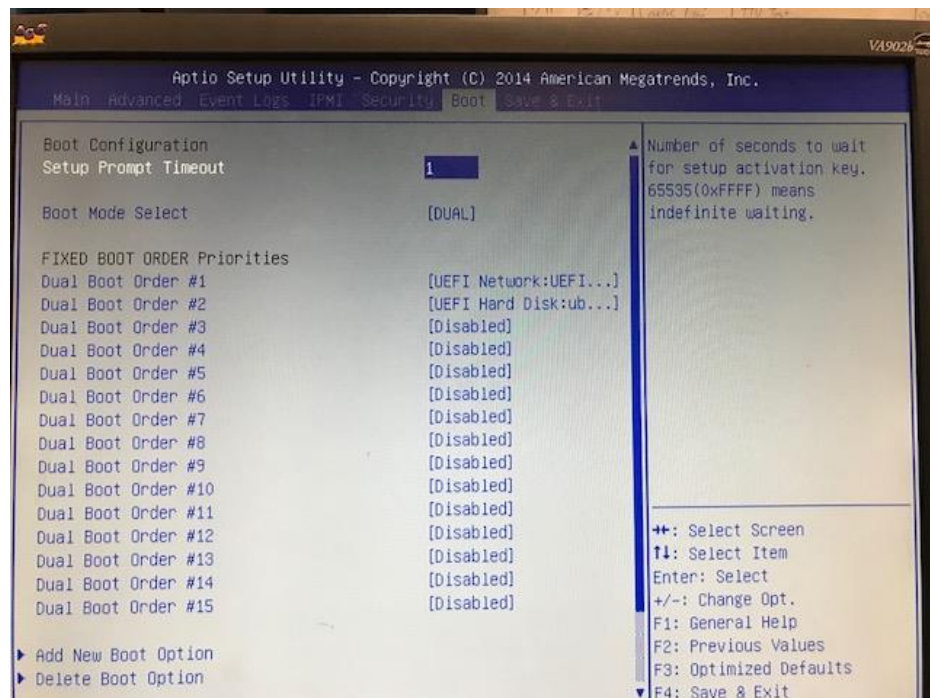 AOC
VA902b
Aptio Setup Utility - Copyright (C) 2014 American Megatrends, Inc.
Main Advanced Event Logs IPMI Security Boot Save & Exit
Boot Configuration
Setup Prompt Timeout 1
Boot Mode Select [DUAL]
FIXED BOOT ORDER Priorities
Dual Boot Order #1 [UEFI Network:UEFI...]
Dual Boot Order #2 [UEFI Hard Disk:ub...]
Dual Boot Order #3 [Disabled]
Dual Boot Order #4 [Disabled]
Dual Boot Order #5 [Disabled]
Dual Boot Order #6 [Disabled]
Dual Boot Order #7 [Disabled]
Dual Boot Order #8 [Disabled]
Dual Boot Order #9 [Disabled]
Dual Boot Order #10 [Disabled]
Dual Boot Order #11 [Disabled]
Dual Boot Order #12 [Disabled]
Dual Boot Order #13 [Disabled]
Dual Boot Order #14 [Disabled]
Dual Boot Order #15 [Disabled]
Add New Boot Option
Delete Boot Option
Number of seconds to wait
for setup activation key.
65535(0xFFFF) means
indefinite waiting.
→←: Select Screen
↑↓: Select Item
Enter: Select
+/-: Change Opt.
F1: General Help
F2: Previous Values
F3: Optimized Defaults
F4: Save & Exit